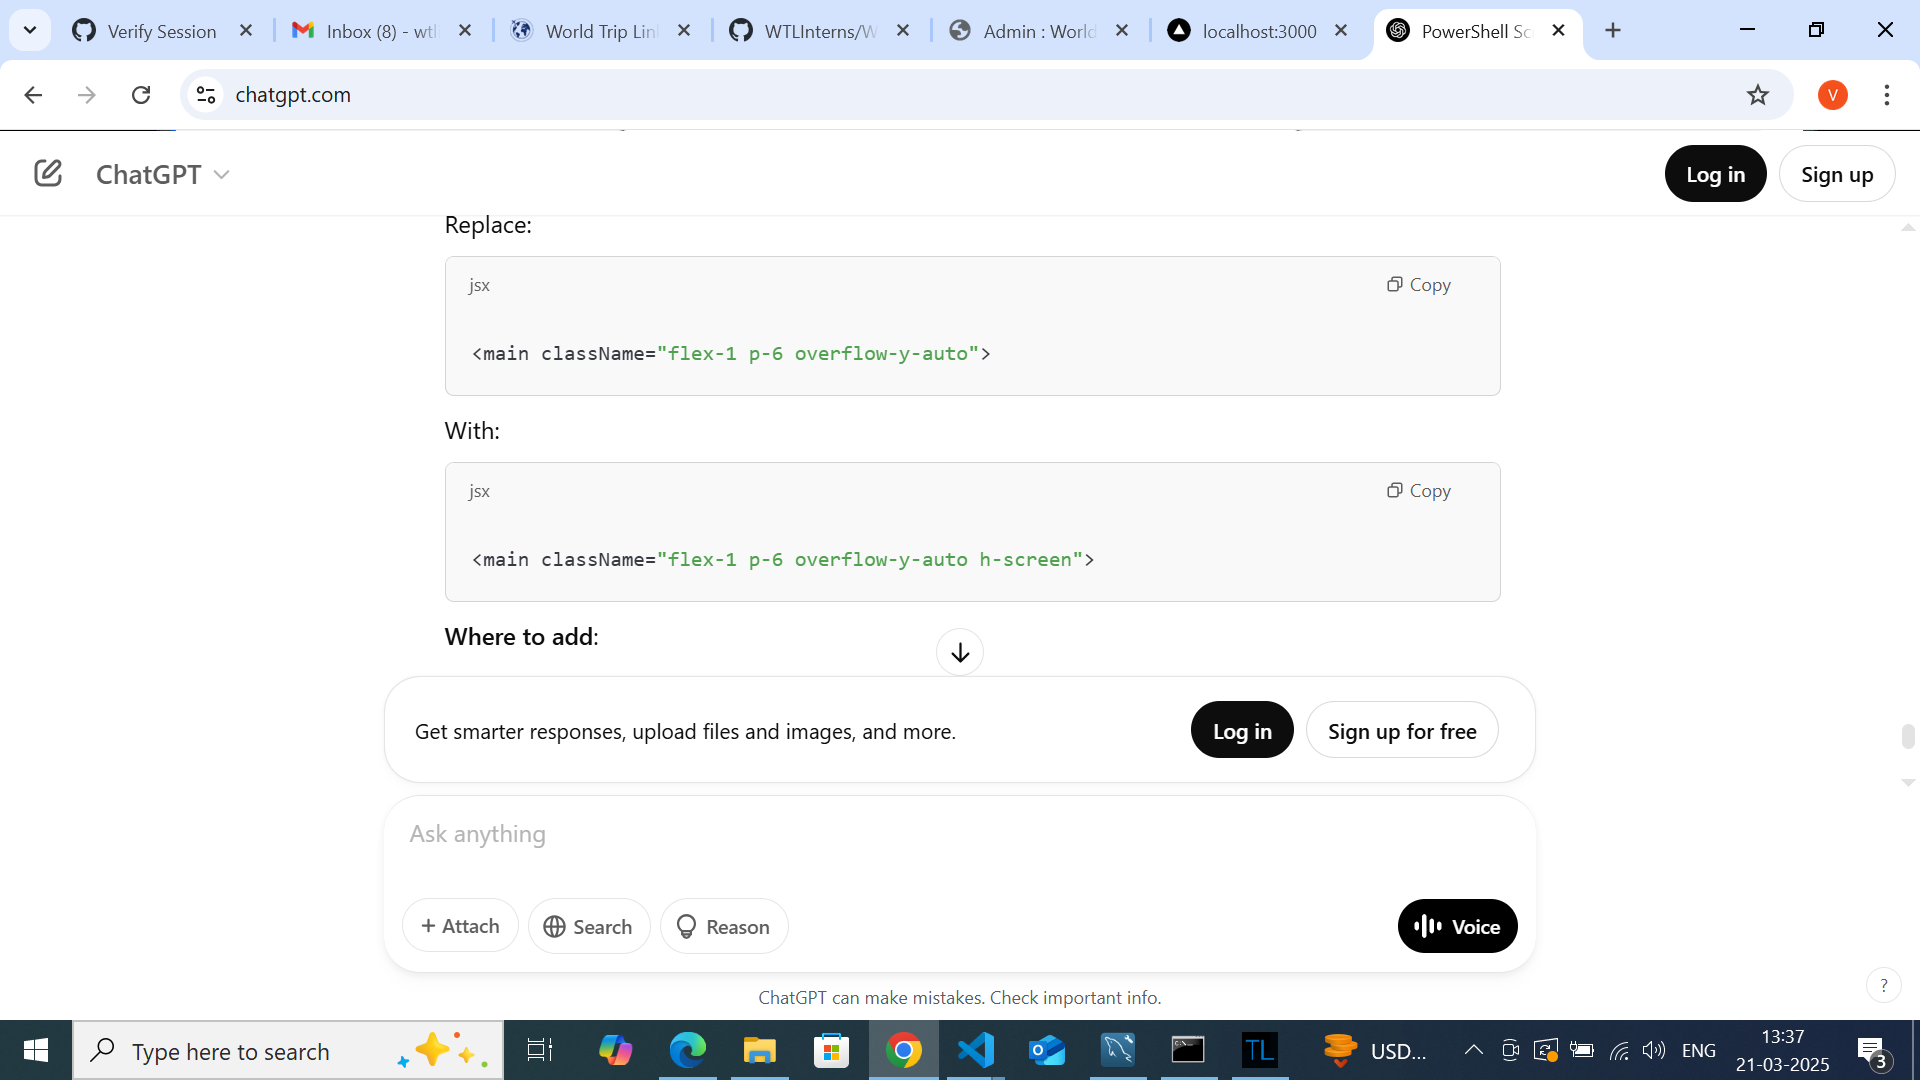 Verify Session
Inbox (8) - wtl
World Trip Lin
WTLInterns/W
Admin : World
localhost:3000
PowerShell Sc
chatgpt.com
V
ChatGPT
Log in
Sign up
Replace:
jsx
Copy
<main className="flex-1 p-6 overflow-y-auto">
With:
jsx
Copy
<main className="flex-1 p-6 overflow-y-auto h-screen">
Where to add:
Get smarter responses, upload files and images, and more.
Log in
Sign up for free
Ask anything
+ Attach
Search
Reason
Voice
ChatGPT can make mistakes. Check important info.
?
Type here to search
TL
USD...
ENG
13:37
21-03-2025
3